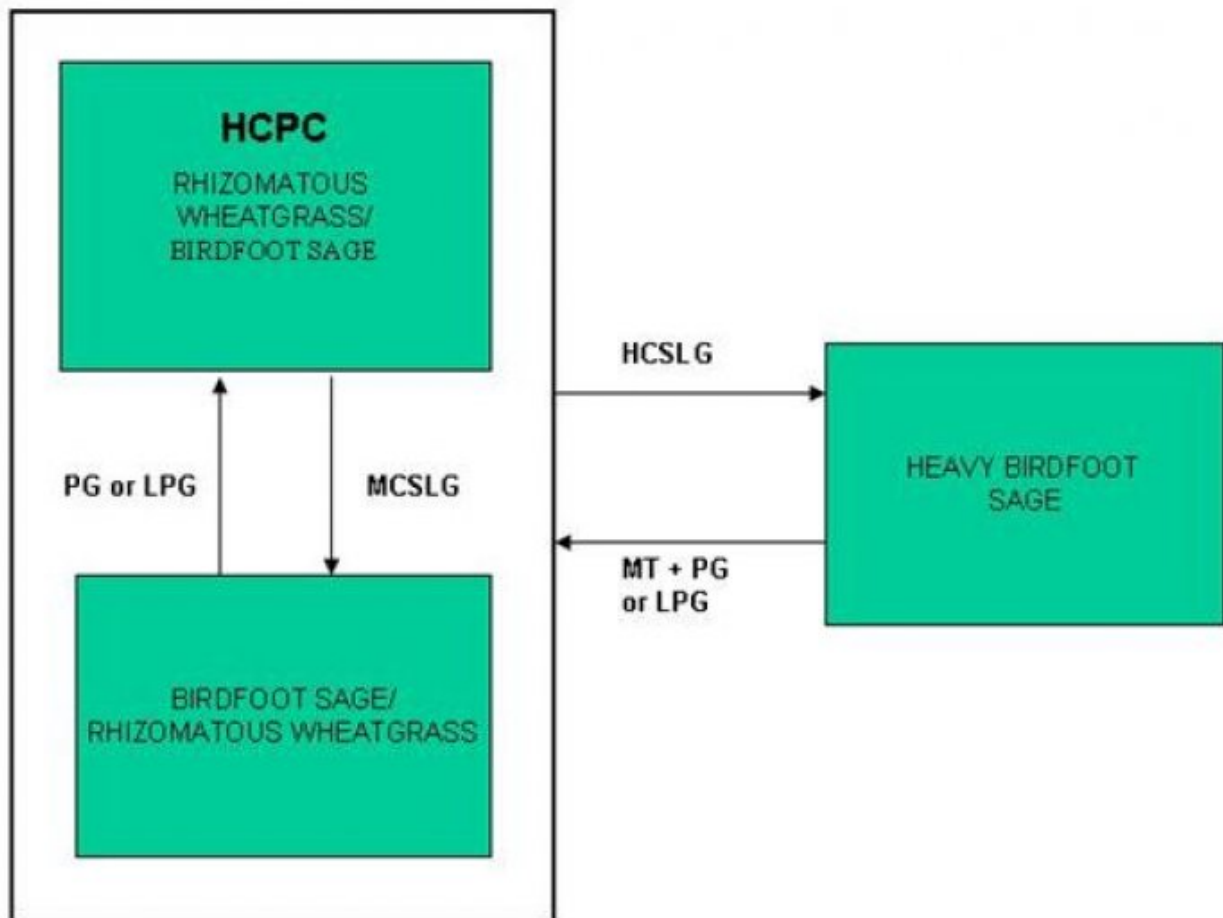 HCPC
RHIZOMATOUS
WHEATGRASS/
BIRDFOOT SAGE
PG or LPG
MCSLG
BIRDFOOT SAGE/
RHIZOMATOUS WHEATGRASS
HCSLG
MT + PG
or LPG
HEAVY BIRDFOOT
SAGE